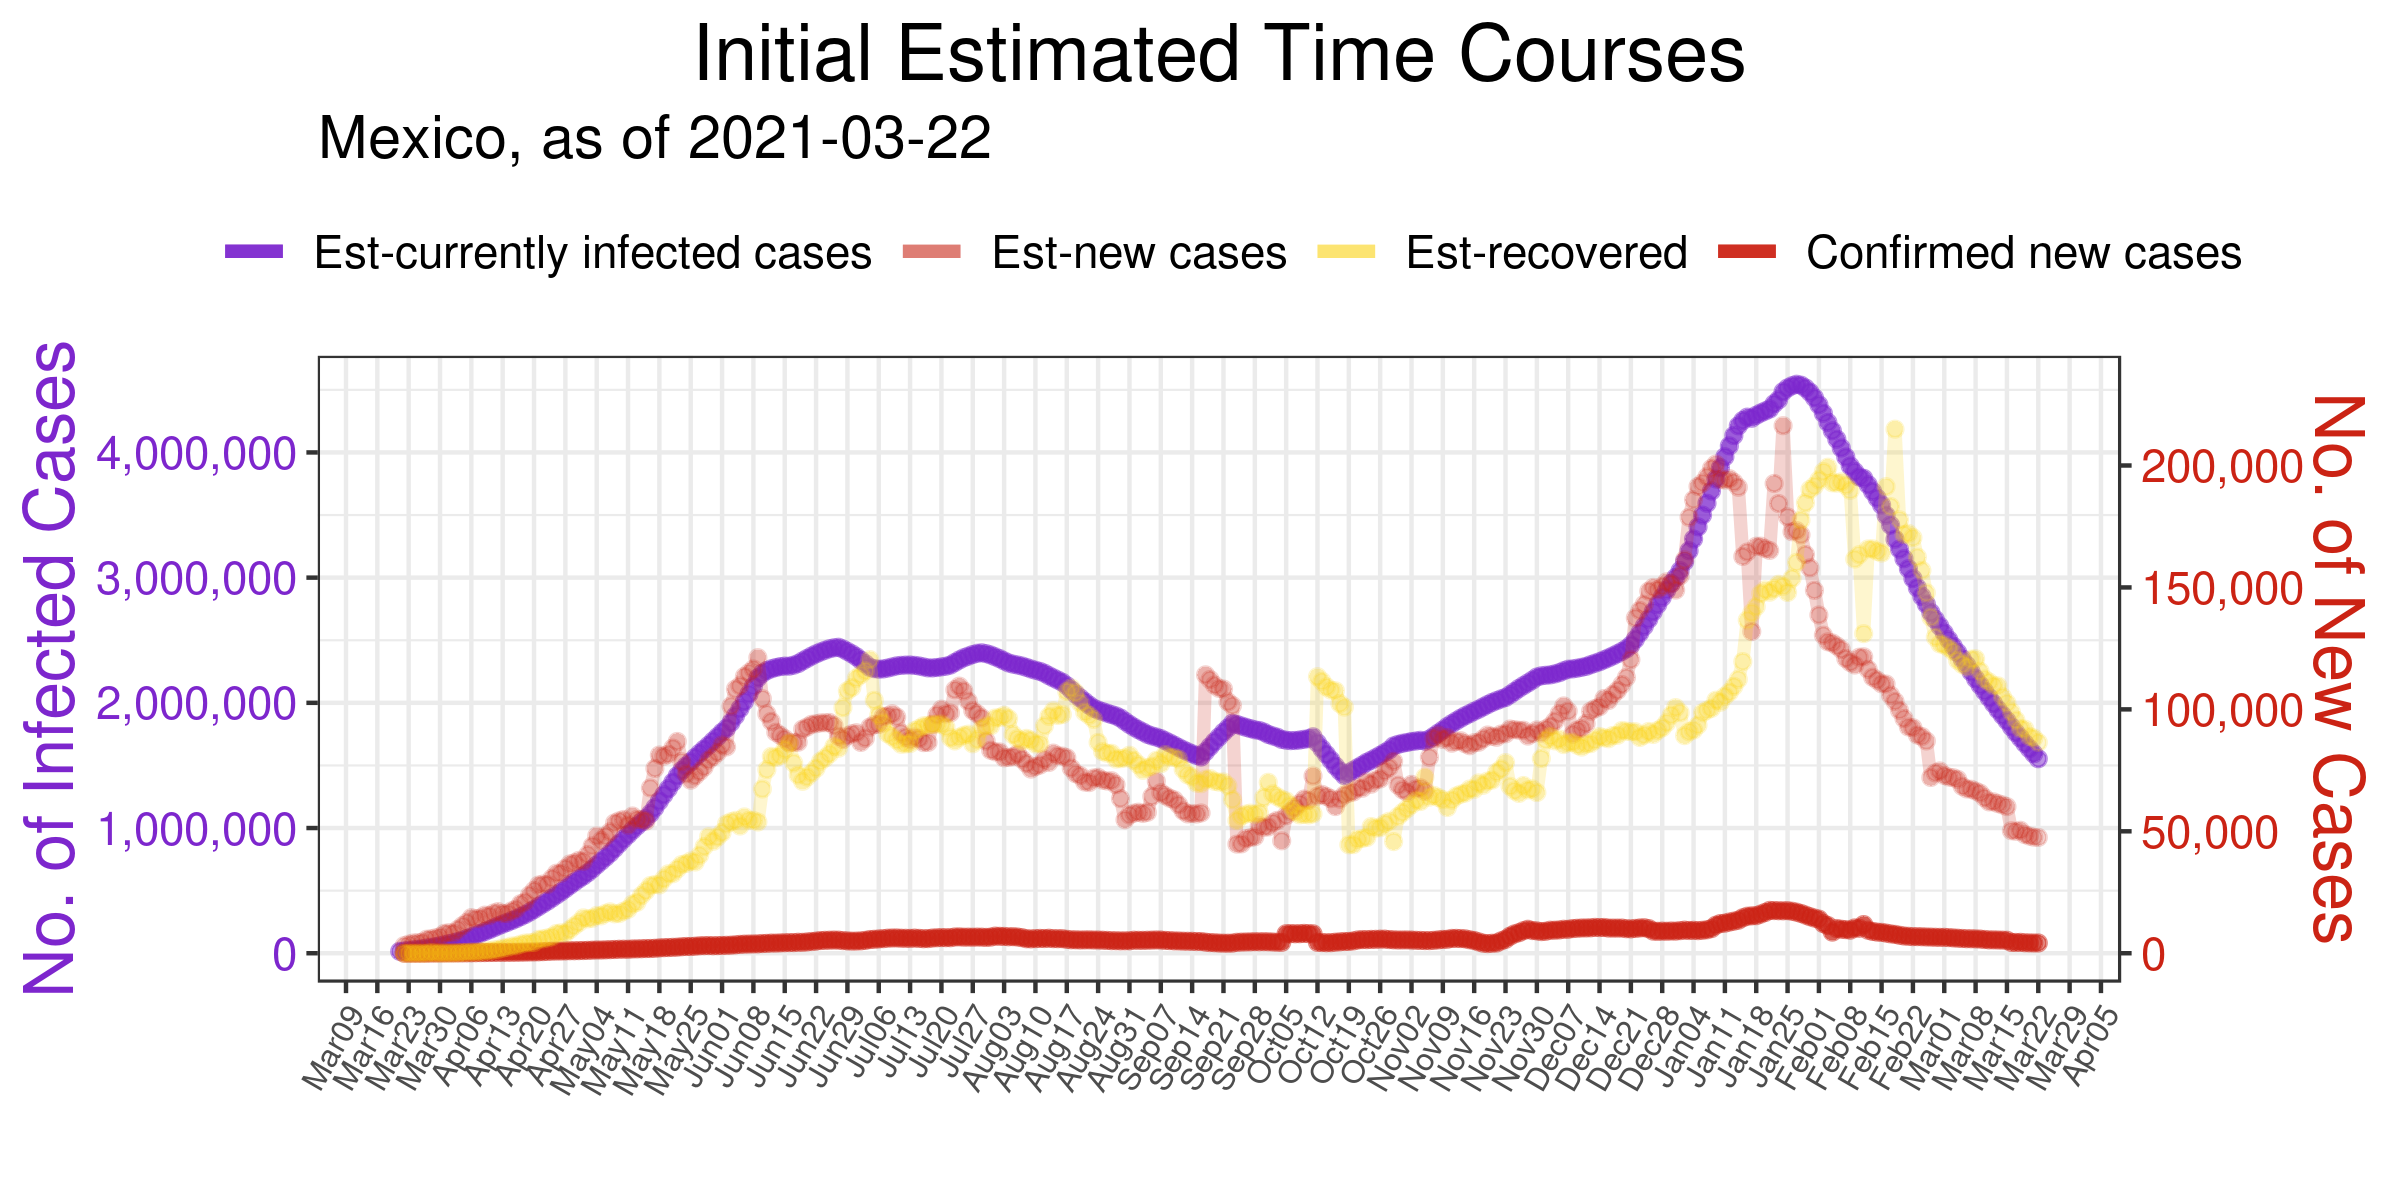 Initial Estimated Time Courses
Mexico, as of 2021-03-22
Est-currently infected cases
Est-new cases
Est-recovered
Confirmed new cases
No. of Infected Cases
4,000,000
3,000,000
2,000,000
1,000,000
0
200,000
150,000
100,000
50,000
0
No. of New Cases
Mar09
Mar16
Mar23
Mar30
Apr06
Apr13
Apr20
Apr27
May04
May11
May18
May25
Jun01
Jun08
Jun15
Jun22
Jun29
Jul06
Jul13
Jul20
Jul27
Aug03
Aug10
Aug17
Aug24
Aug31
Sep07
Sep14
Sep21
Sep28
Oct05
Oct12
Oct19
Oct26
Nov02
Nov09
Nov16
Nov23
Nov30
Dec07
Dec14
Dec21
Dec28
Jan04
Jan11
Jan18
Jan25
Feb01
Feb08
Feb15
Feb22
Mar01
Mar08
Mar15
Mar22
Mar29
Apr05